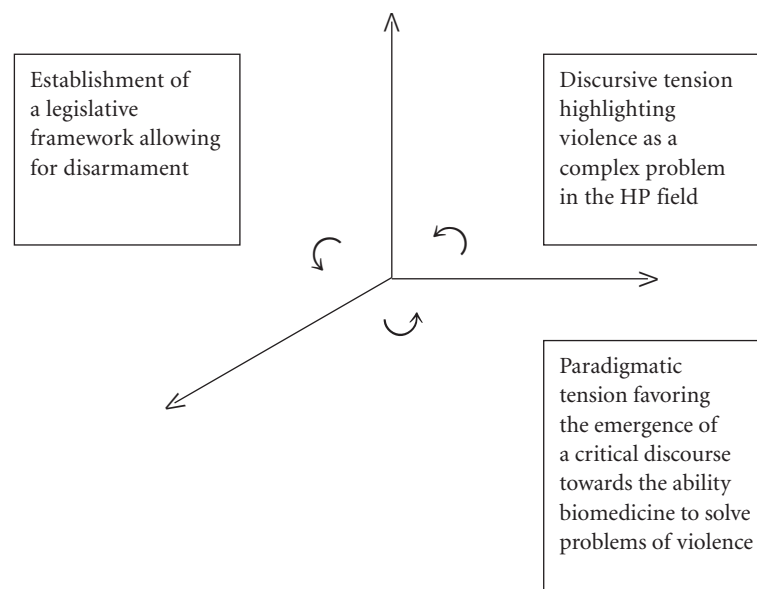 Establishment of
a legislative
framework allowing
for disarmament
Discursive tension
highlighting
violence as a
complex problem
in the HP field
Paradigmatic
tension favoring
the emergence of
a critical discourse
towards the ability
biomedicine to solve
problems of violence